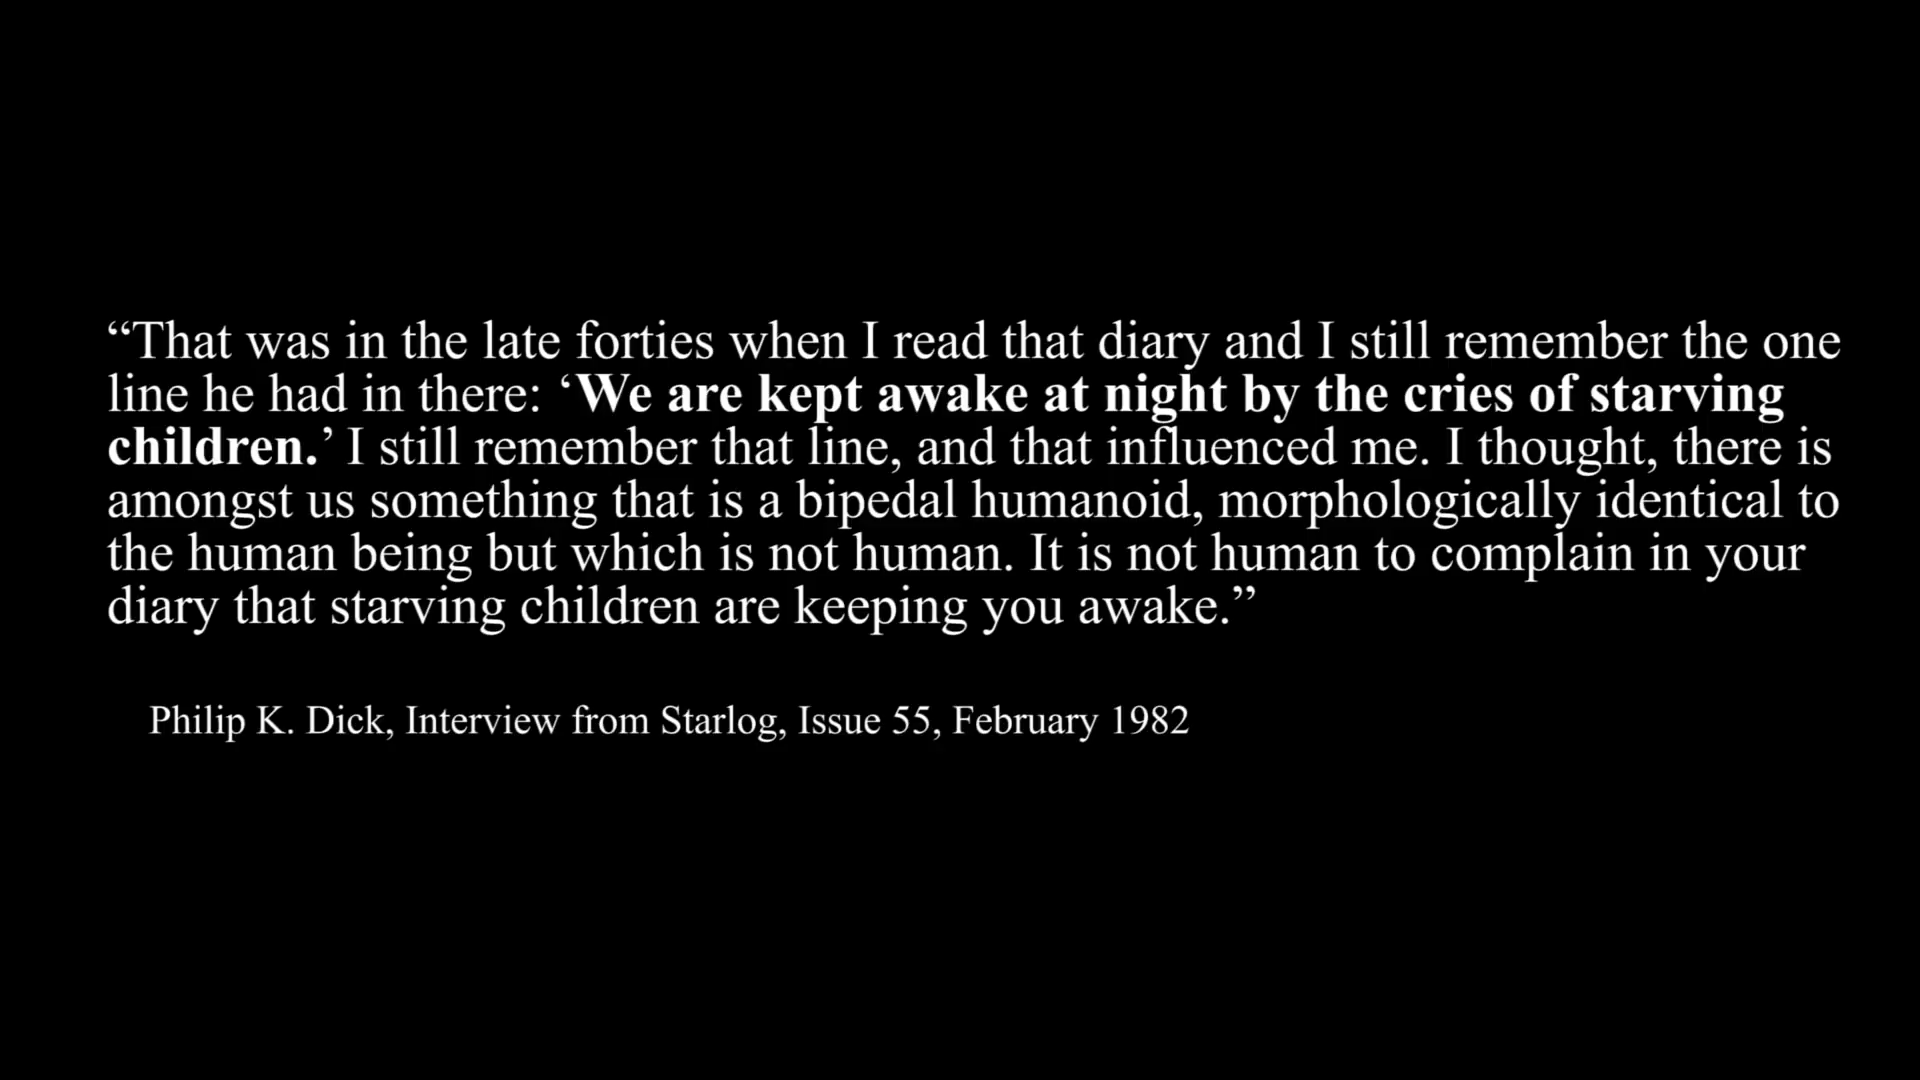 “That was in the late forties when I read that diary and I still remember the one
line he had in there: ‘We are kept awake at night by the cries of starving
children.’ I still remember that line, and that influenced me. I thought, there is
amongst us something that is a bipedal humanoid, morphologically identical to
the human being but which is not human. It is not human to complain in your
diary that starving children are keeping you awake.”
Philip K. Dick, Interview from Starlog, Issue 55, February 1982